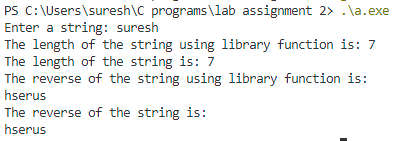 PS C:\Users\suresh\C programs\lab assignment 2> .\a.exe
Enter a string: suresh
The length of the string using library function is: 7
The length of the string is: 7
The reverse of the string using library function is:
hserus
The reverse of the string is:
hserus